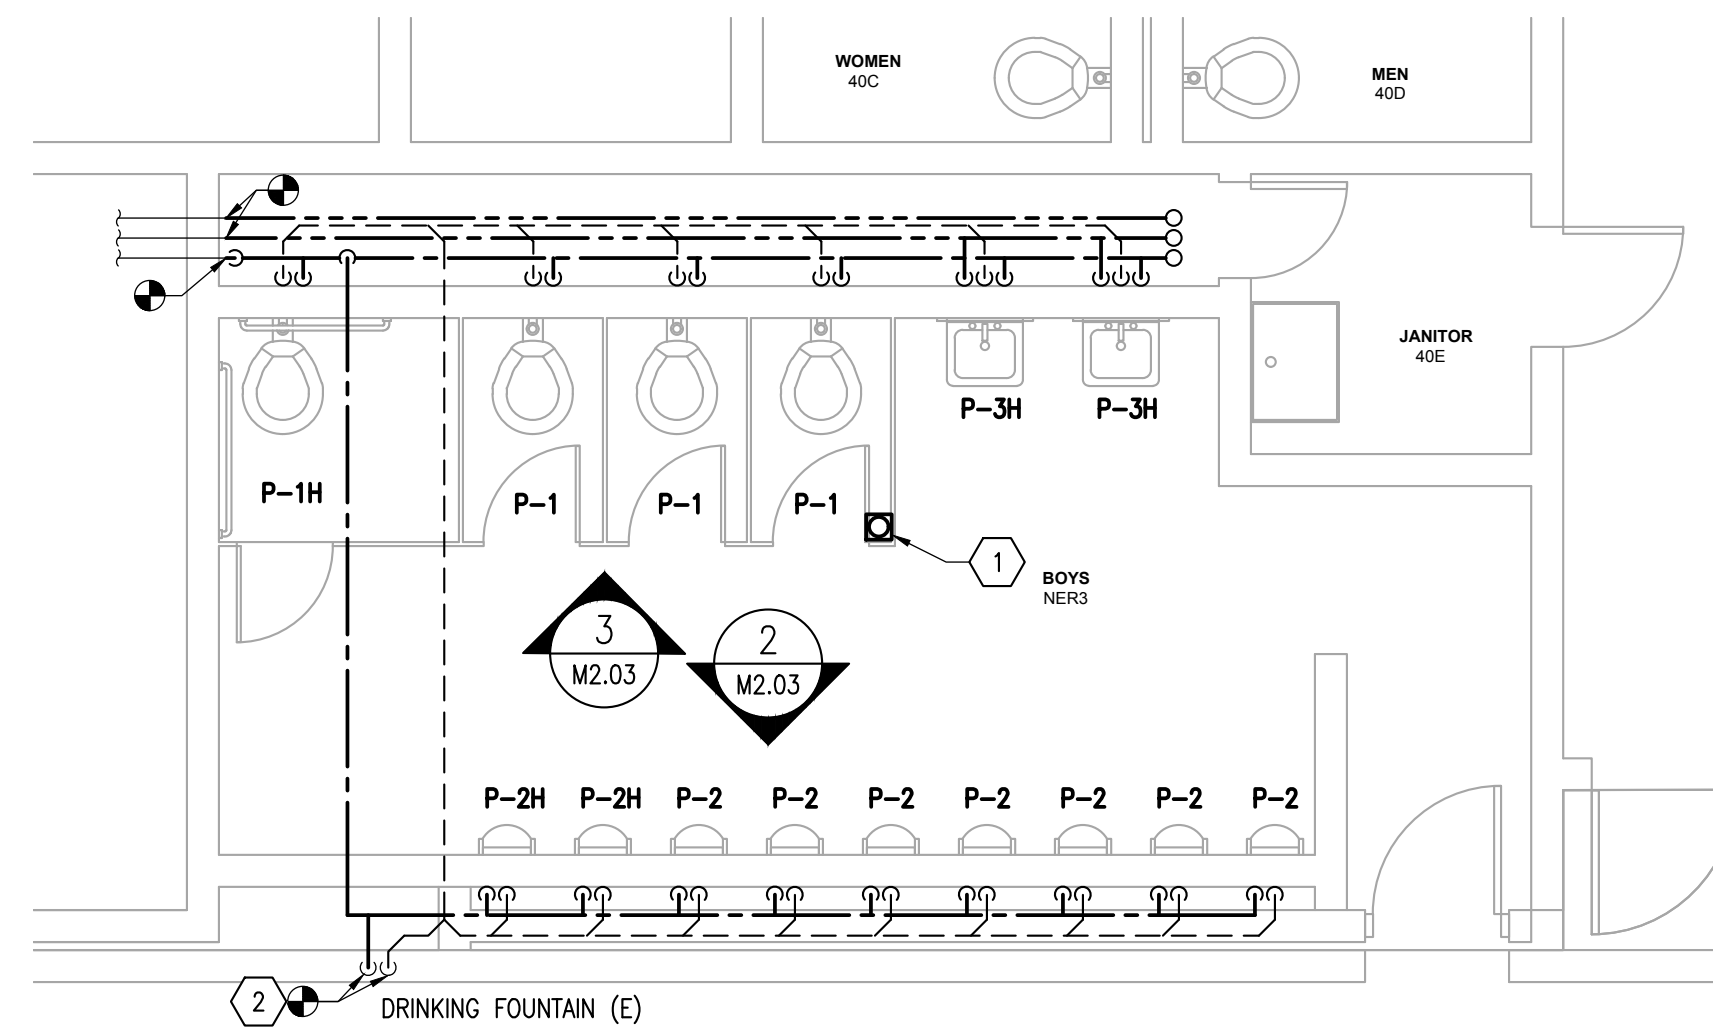 WOMEN
40C
MEN
40D
JANITOR
40E
P-3H P-3H
P-1H P-1 P-1 P-1
1
BOYS
NER3
3
M2.03
2
M2.03
P-2H P-2H P-2 P-2 P-2 P-2 P-2 P-2 P-2
2
DRINKING FOUNTAIN (E)